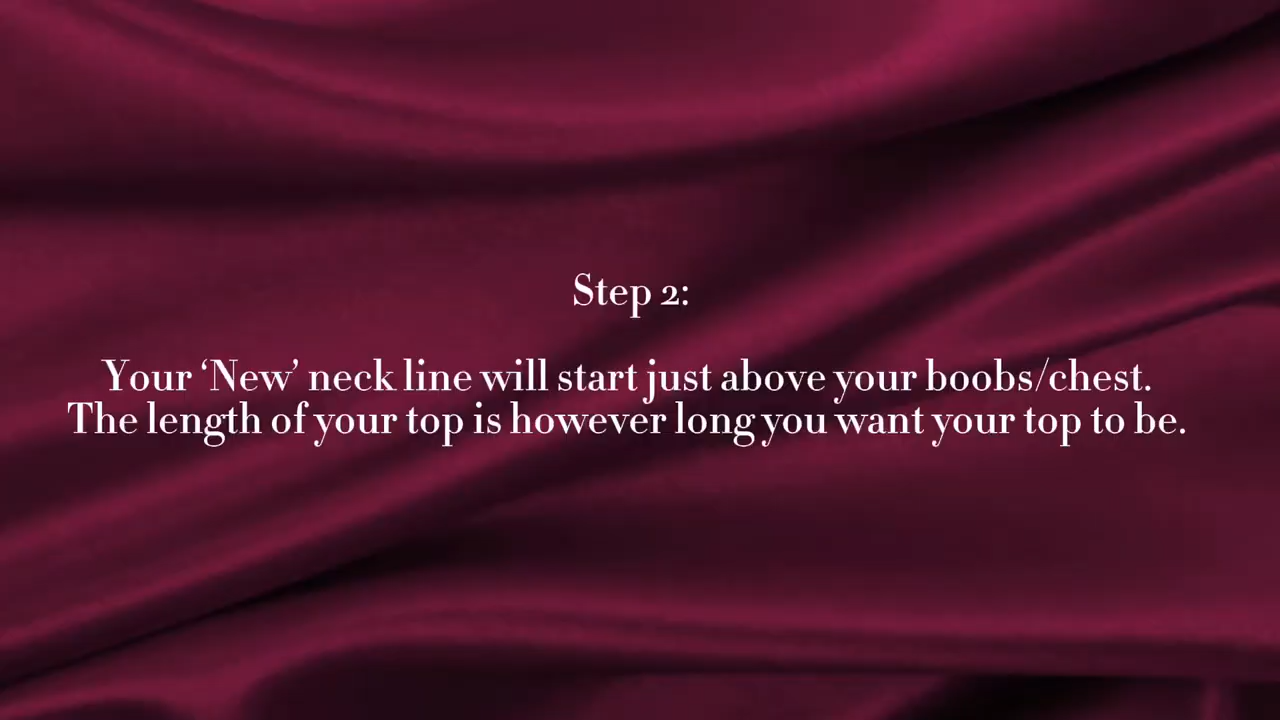 Step 2:
Your ‘New’ neck line will start just above your boobs/chest.
The length of your top is however long you want your top to be.